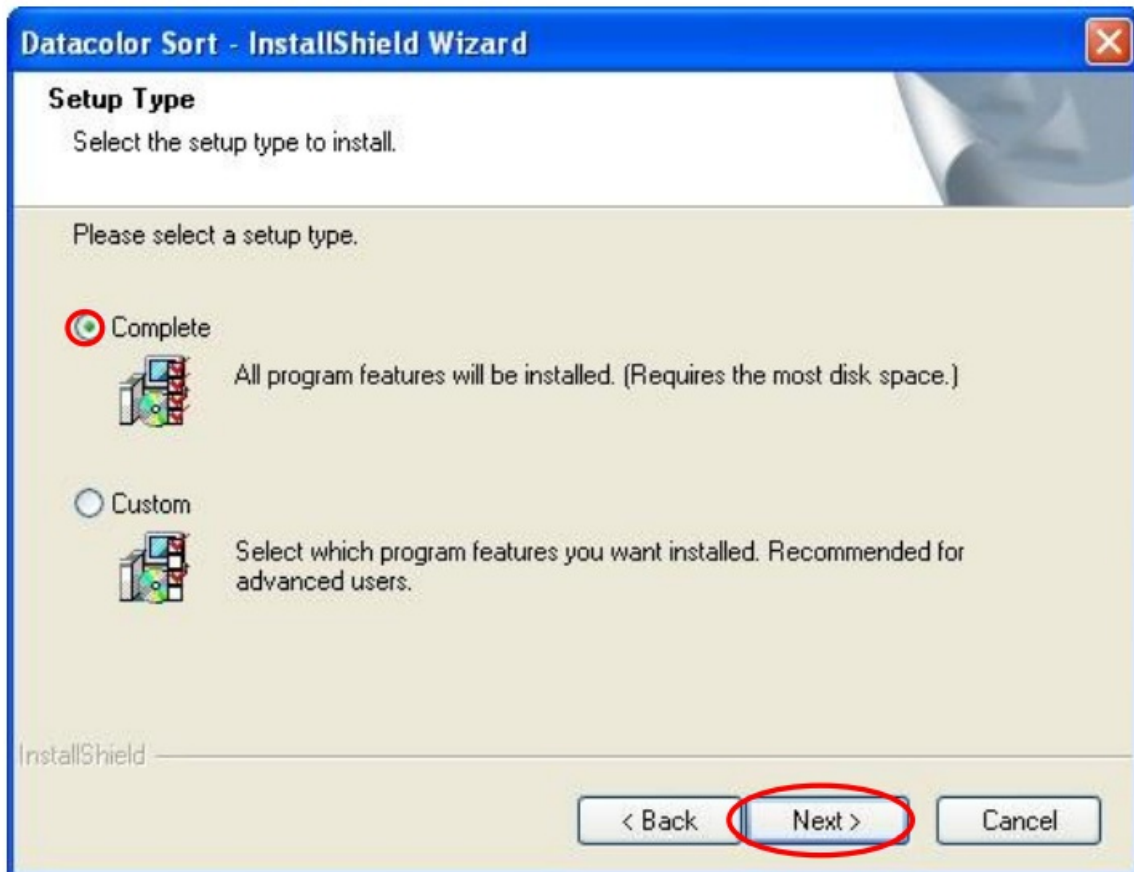 Datacolor Sort - InstallShield Wizard
Setup Type
Select the setup type to install.
Please select a setup type.
Complete
All program features will be installed. (Requires the most disk space.)
Custom
Select which program features you want installed. Recommended for
advanced users.
InstallShield
< Back
Next >
Cancel